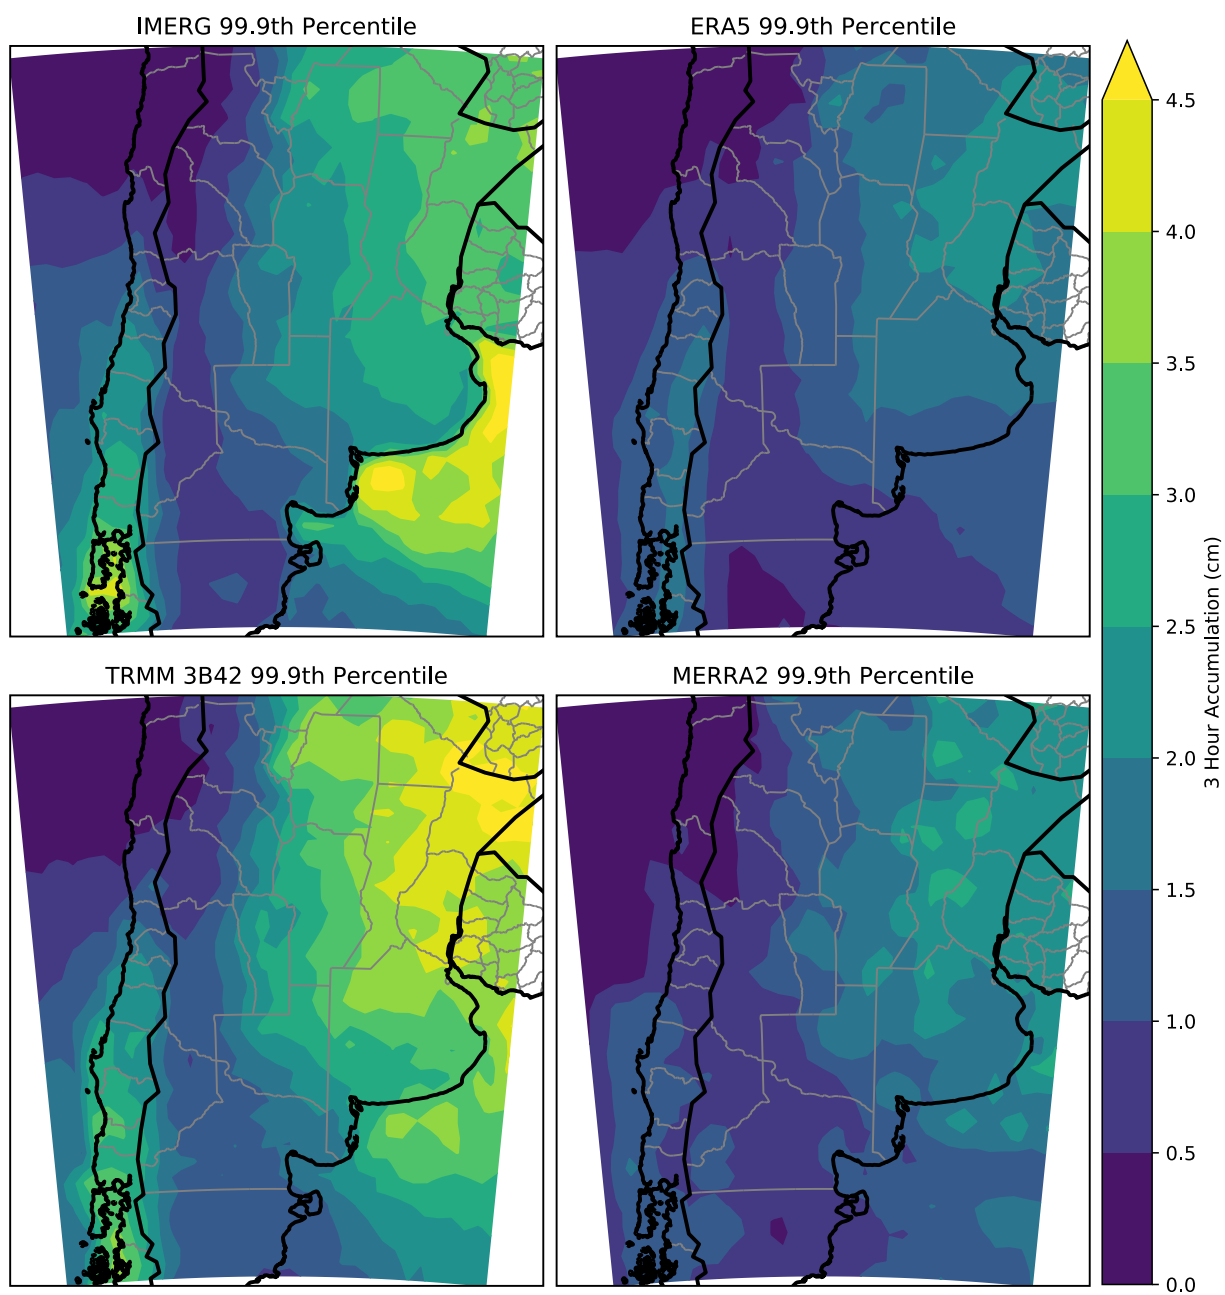 IMERG 99.9th Percentile
ERA5 99.9th Percentile
TRMM 3B42 99.9th Percentile
MERRA2 99.9th Percentile
4.5
4.0
3.5
3.0
2.5
2.0
1.5
1.0
0.5
0.0
3 Hour Accumulation (cm)